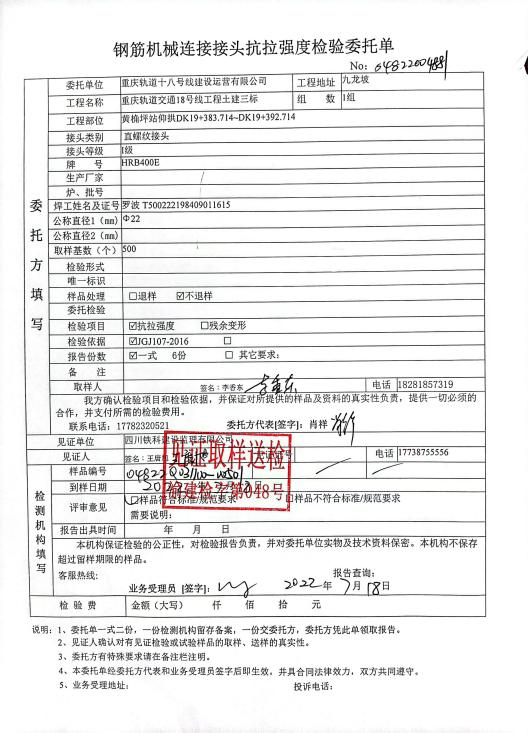 钢筋机械连接接头抗拉强度检验委托单
No: 0482200488
委托方填写
委托单位 重庆轨道十八号线建设运营有限公司 工程地址 九龙坡
工程名称 重庆轨道交通18号线工程土建三标 组 数 1组
工程部位 黄桷坪站仰拱DK19+383.714~DK19+392.714
接头类别 直螺纹接头
接头等级 I级
牌 号 HRB400E
生产厂家
炉、批号
焊工姓名及证号 罗波 T500222198409011615
公称直径1(mm) Φ22
公称直径2(mm)
取样基数(个) 500
检验形式
唯一标识
样品处理 □退样 ☑不退样
委托检验
检验项目 ☑抗拉强度 □残余变形
检验依据 ☑JGJ107-2016 □
报告份数 ☑一式 6份 □ 其它要求:
备 注
取样人 签名:李香东 李香东 电话 18281857319
我方确认检验项目和检验依据,并保证对所提供的样品及资料的真实性负责,提供一切必须的
合作,并支付所需的检验费用。
联系电话:17782320521 委托方代表[签字]:肖祥
见证单位 四川铁科建设监理有限公司
见证人 电话 17738755566
见证取样送检
渝建检字第048号
检测机构填写
样品编号
到样日期
评审意见 □样品符合标准/规范要求 □样品不符合标准/规范要求
需要说明:
报告出具时间 年 月 日
本机构保证检验的公正性,对检验报告负责,并对委托单位实物及技术资料保密。本机构不保存
超过留样期限的样品。
客服热线: 报告查询:
业务受理员 [签字]: 2022年7月18日
检 验 费 金额(大写) 仟 佰 拾 元
说明:1、委托单一式二份,一份检测机构留存备案,一份交委托方,委托方凭此单领取报告。
2、见证人确认对有见证检验或试验样品的取样、送样的真实性。
3、委托方有特殊要求请在备注栏注明。
4、本委托单经委托方代表和业务受理员签字后即生效,并具合同法律效力,双方共同遵守。
5、业务受理地址: 投诉电话: